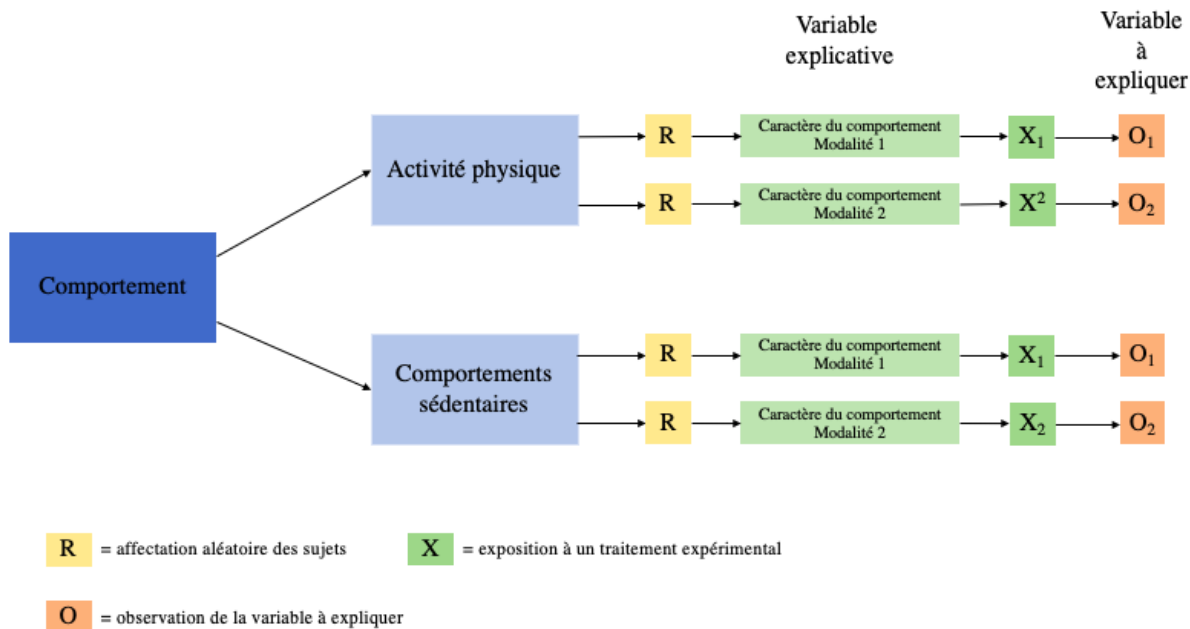 Variable
explicative
Variable
à
expliquer
Comportement
Activité physique
R
Caractère du comportement
Modalité 1
X₁
O₁
R
Caractère du comportement
Modalité 2
X²
O₂
Comportements
sédentaires
R
Caractère du comportement
Modalité 1
X₁
O₁
R
Caractère du comportement
Modalité 2
X₂
O₂
R = affectation aléatoire des sujets
X = exposition à un traitement expérimental
O = observation de la variable à expliquer